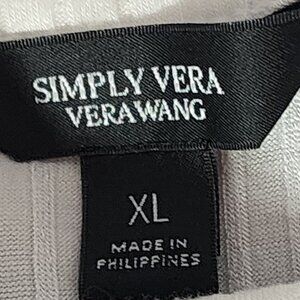 SIMPLY VERA
VERA WANG
XL
MADE IN
PHILIPPINES